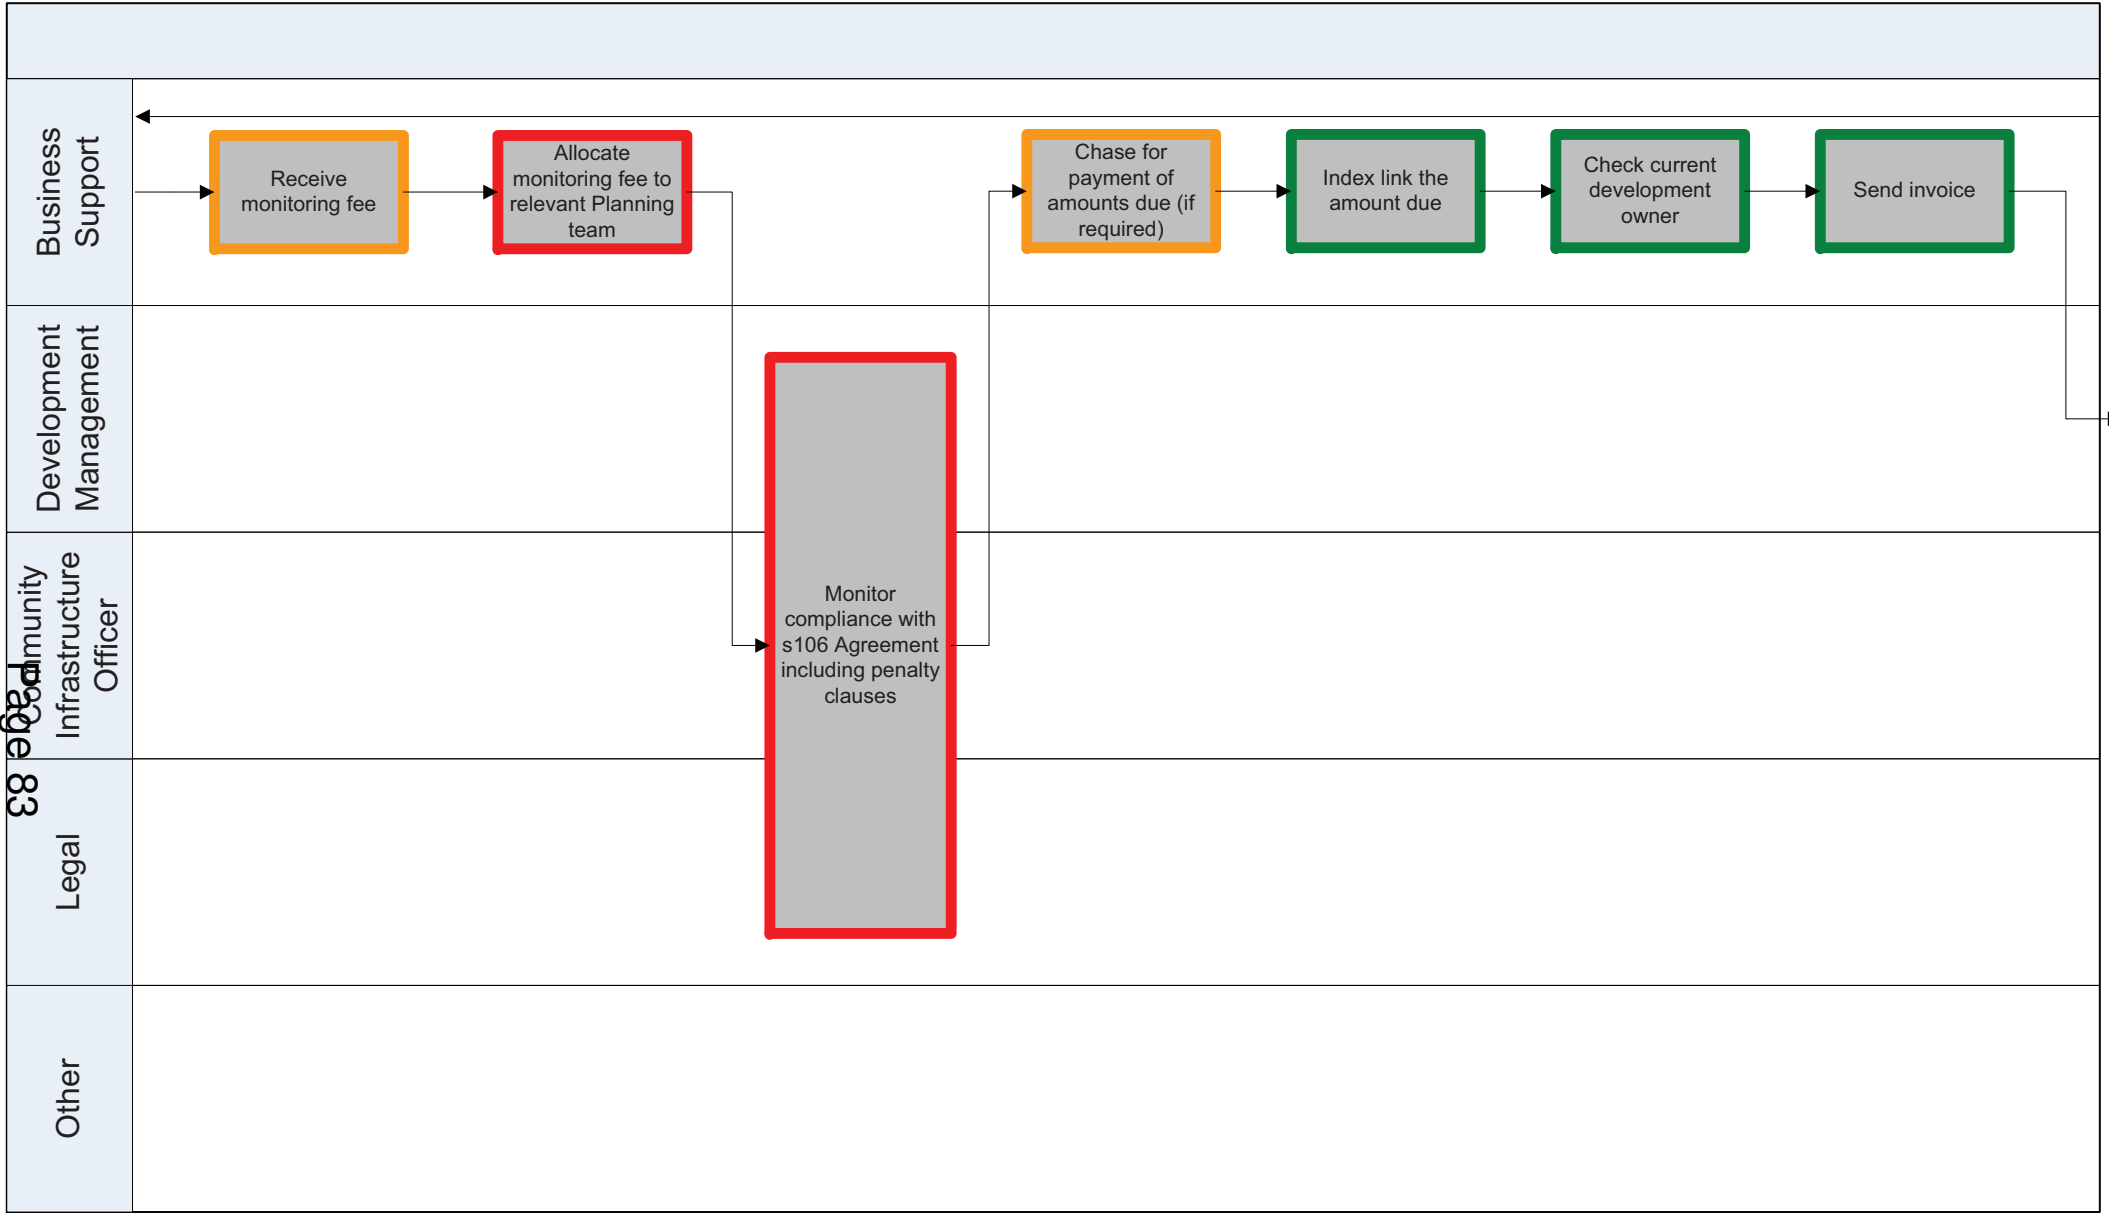 Business
Support
Receive
monitoring fee
Allocate
monitoring fee to
relevant Planning
team
Chase for
payment of
amounts due (if
required)
Index link the
amount due
Check current
development
owner
Send invoice
Development
Management
Community
Infrastructure
Officer
Monitor
compliance with
s106 Agreement
including penalty
clauses
Page 83
Legal
Other